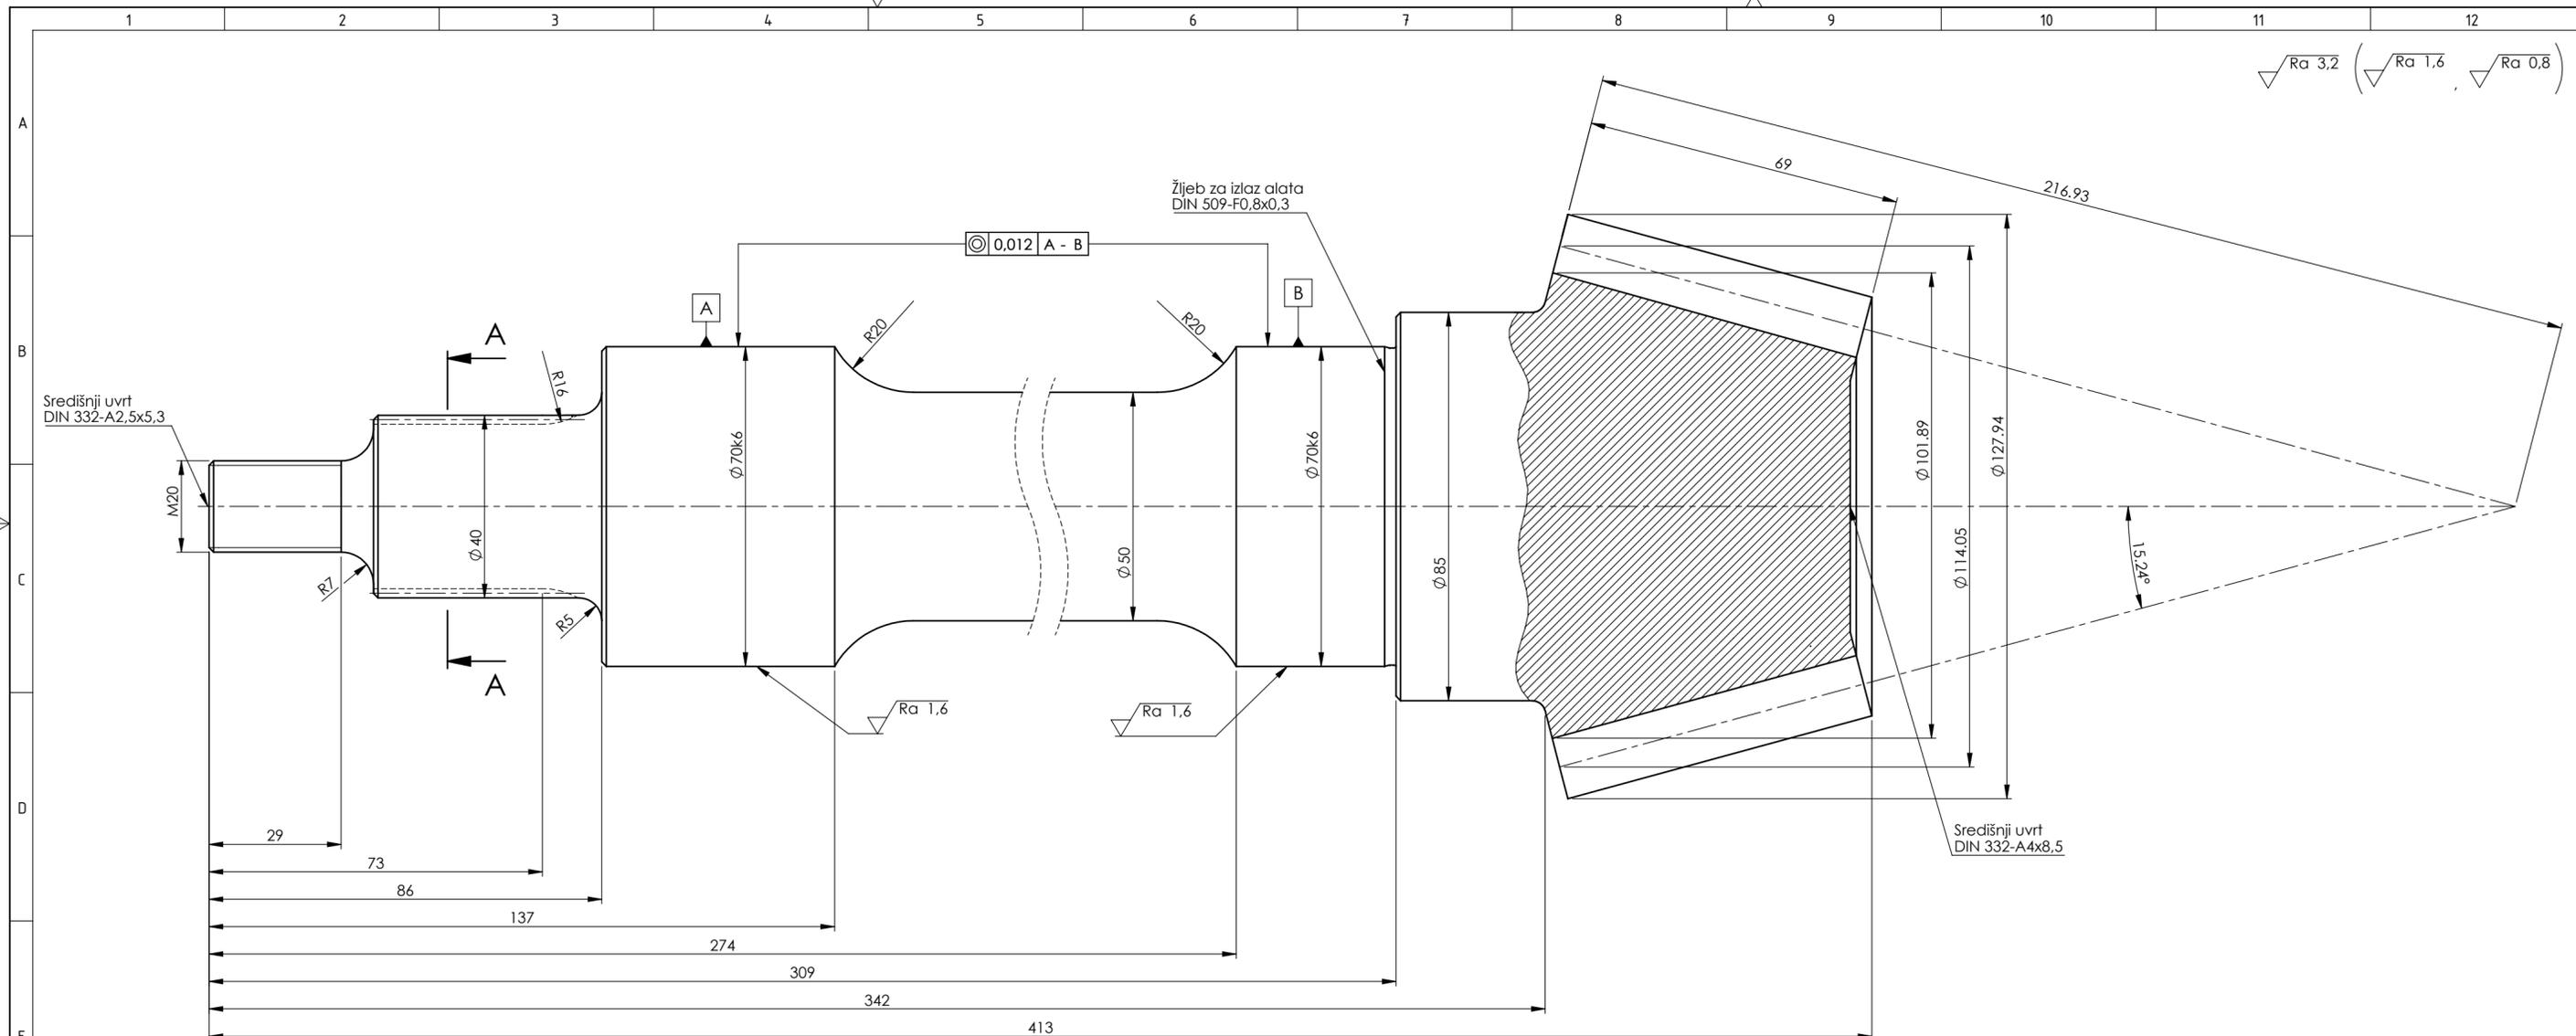 1 2 3 4 5 6 7 8 9 10 11 12
Ra 3,2 ( Ra 1,6 , Ra 0,8 )
A
69
216.93
Žljeb za izlaz alata
DIN 509-F0,8x0,3
0,012 A - B
A
B
R20
R20
A
B
R16
Središnji uvrt
DIN 332-A2,5x5,3
M20
Ø40
Ø70k6
Ø50
Ø70k6
Ø85
Ø101.89
Ø114.05
Ø127.94
15.24°
C
R7
R5
A
Ra 1,6
Ra 1,6
D
Središnji uvrt
DIN 332-A4x8,5
29
73
86
137
274
309
342
413